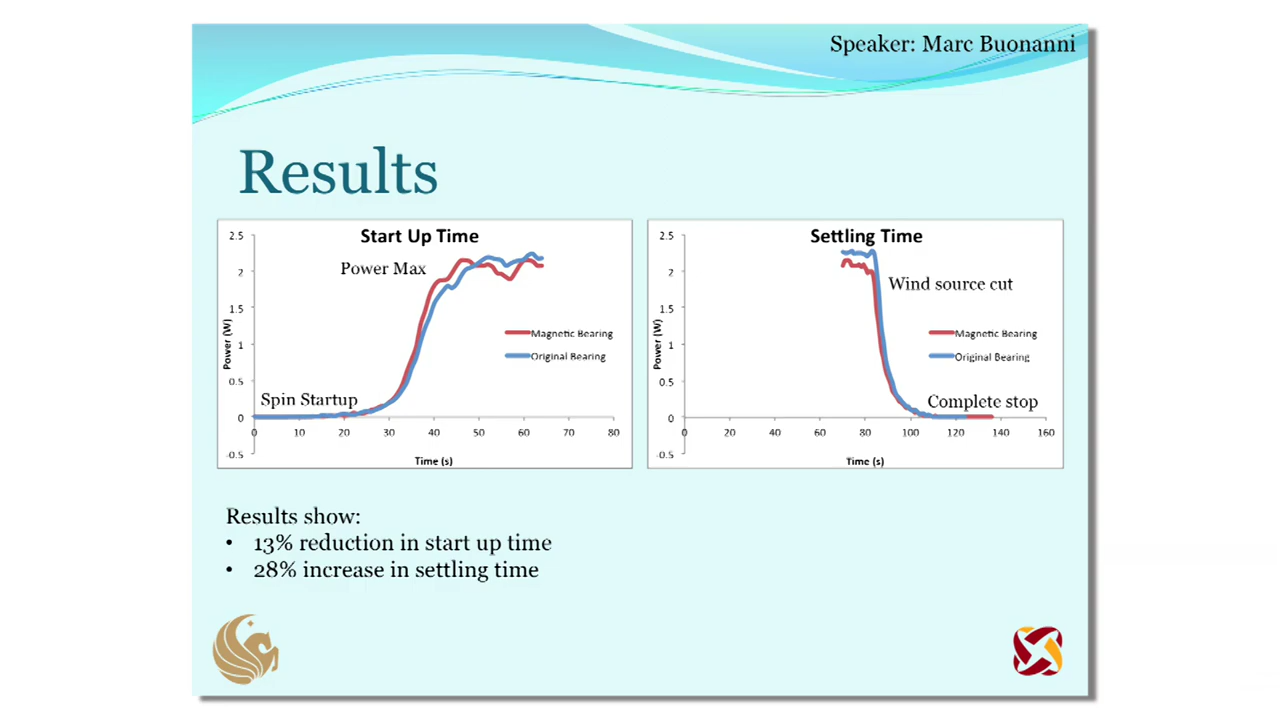 Speaker: Marc Buonanni
Results
Start Up Time
Power Max
Spin Startup
Magnetic Bearing
Original Bearing
Power (W)
2.5
2
1.5
1
0.5
0
-0.5
0 10 20 30 40 50 60 70 80
Time (s)
Settling Time
Wind source cut
Magnetic Bearing
Original Bearing
Complete stop
Power (W)
2.5
2
1.5
1
0.5
0
-0.5
0 20 40 60 80 100 120 140 160
Time (s)
Results show:
• 13% reduction in start up time
• 28% increase in settling time